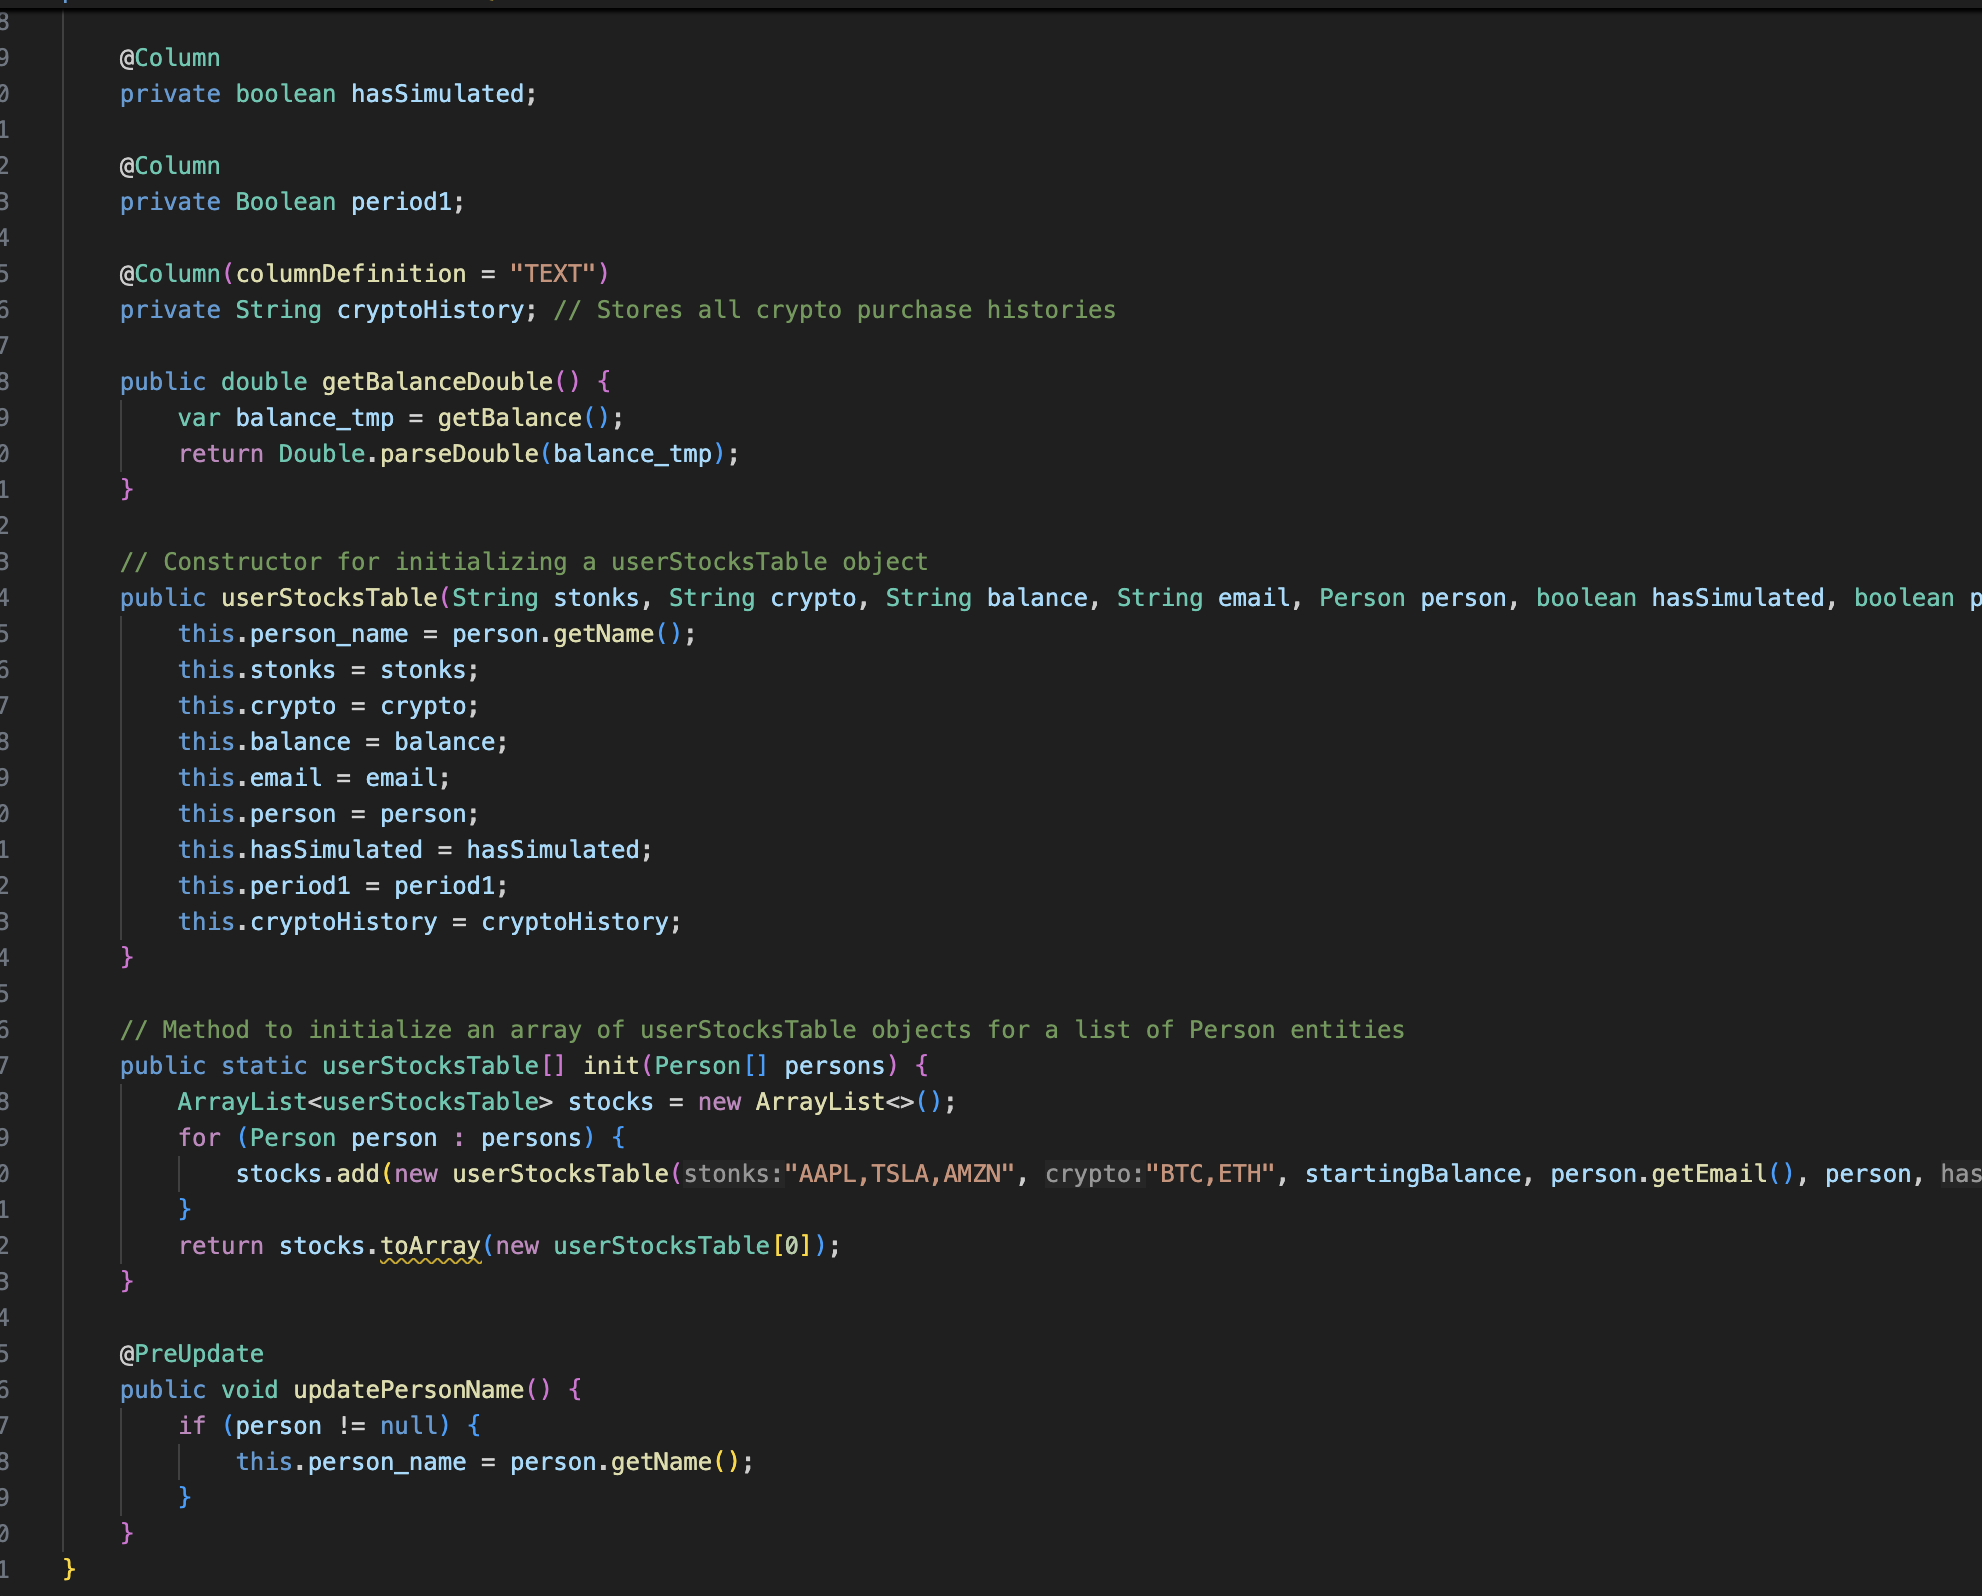 8
9 @Column
0 private boolean hasSimulated;
1
2 @Column
3 private Boolean period1;
4
5 @Column(columnDefinition = "TEXT")
6 private String cryptoHistory; // Stores all crypto purchase histories
7
8 public double getBalanceDouble() {
9 var balance_tmp = getBalance();
0 return Double.parseDouble(balance_tmp);
1 }
2
3 // Constructor for initializing a userStocksTable object
4 public userStocksTable(String stonks, String crypto, String balance, String email, Person person, boolean hasSimulated, boolean p
5 this.person_name = person.getName();
6 this.stonks = stonks;
7 this.crypto = crypto;
8 this.balance = balance;
9 this.email = email;
0 this.person = person;
1 this.hasSimulated = hasSimulated;
2 this.period1 = period1;
3 this.cryptoHistory = cryptoHistory;
4 }
5
6 // Method to initialize an array of userStocksTable objects for a list of Person entities
7 public static userStocksTable[] init(Person[] persons) {
8 ArrayList<userStocksTable> stocks = new ArrayList<>();
9 for (Person person : persons) {
0 stocks.add(new userStocksTable(stonks:"AAPL,TSLA,AMZN", crypto:"BTC,ETH", startingBalance, person.getEmail(), person, has
1 }
2 return stocks.toArray(new userStocksTable[0]);
3 }
4
5 @PreUpdate
6 public void updatePersonName() {
7 if (person != null) {
8 this.person_name = person.getName();
9 }
0 }
1 }